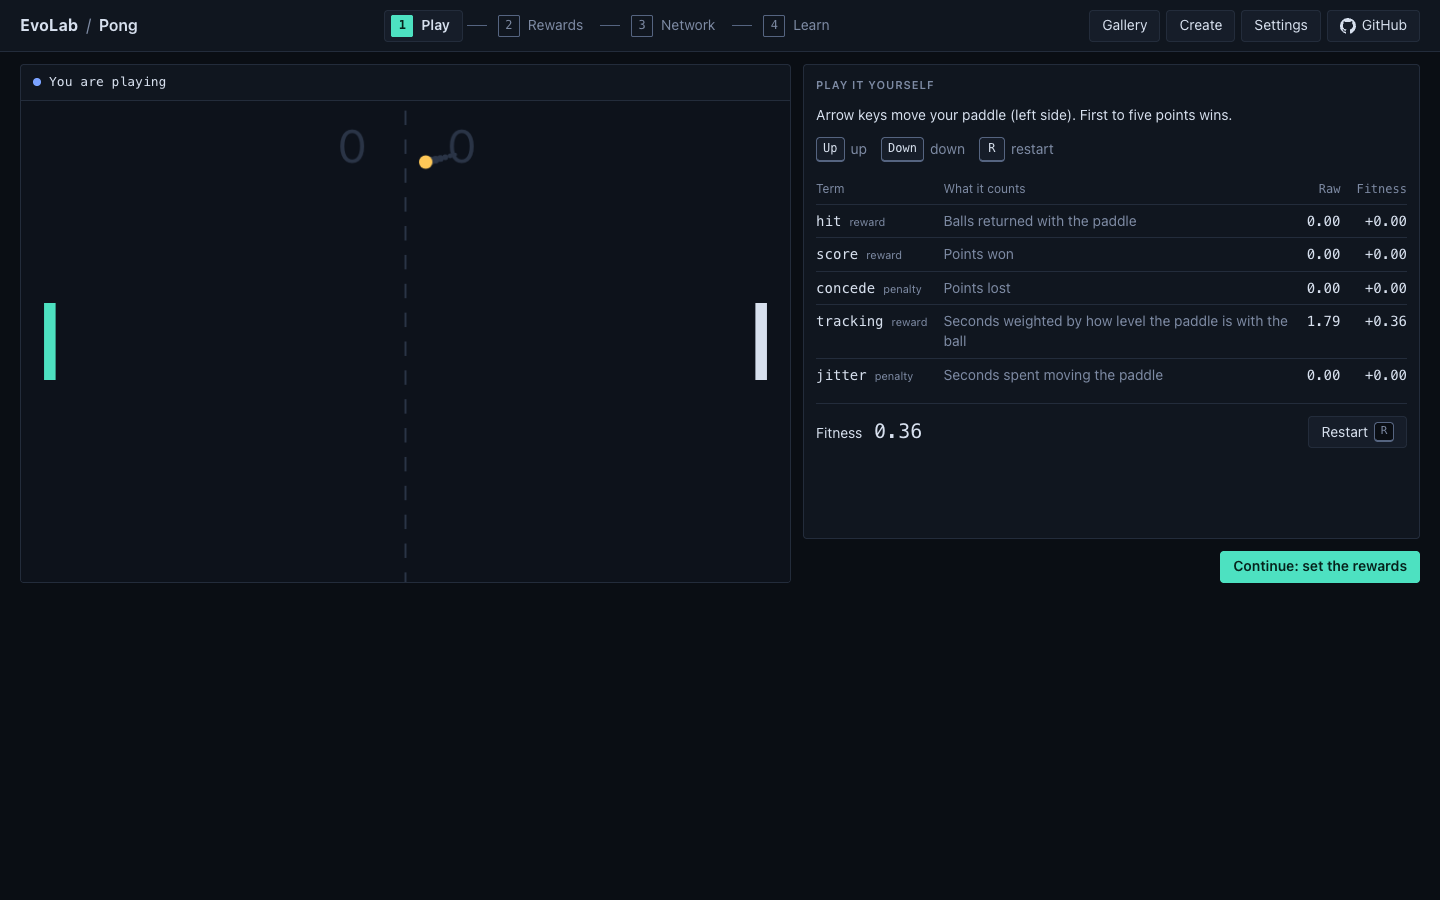 EvoLab / Pong
1 Play
2 Rewards
3 Network
4 Learn
Gallery
Create
Settings
GitHub
You are playing
0 0
PLAY IT YOURSELF
Arrow keys move your paddle (left side). First to five points wins.
Up up Down down R restart
Term What it counts Raw Fitness
hit reward Balls returned with the paddle 0.00 +0.00
score reward Points won 0.00 +0.00
concede penalty Points lost 0.00 +0.00
tracking reward Seconds weighted by how level the paddle is with the 1.79 +0.36
ball
jitter penalty Seconds spent moving the paddle 0.00 +0.00
Fitness 0.36 Restart R
Continue: set the rewards